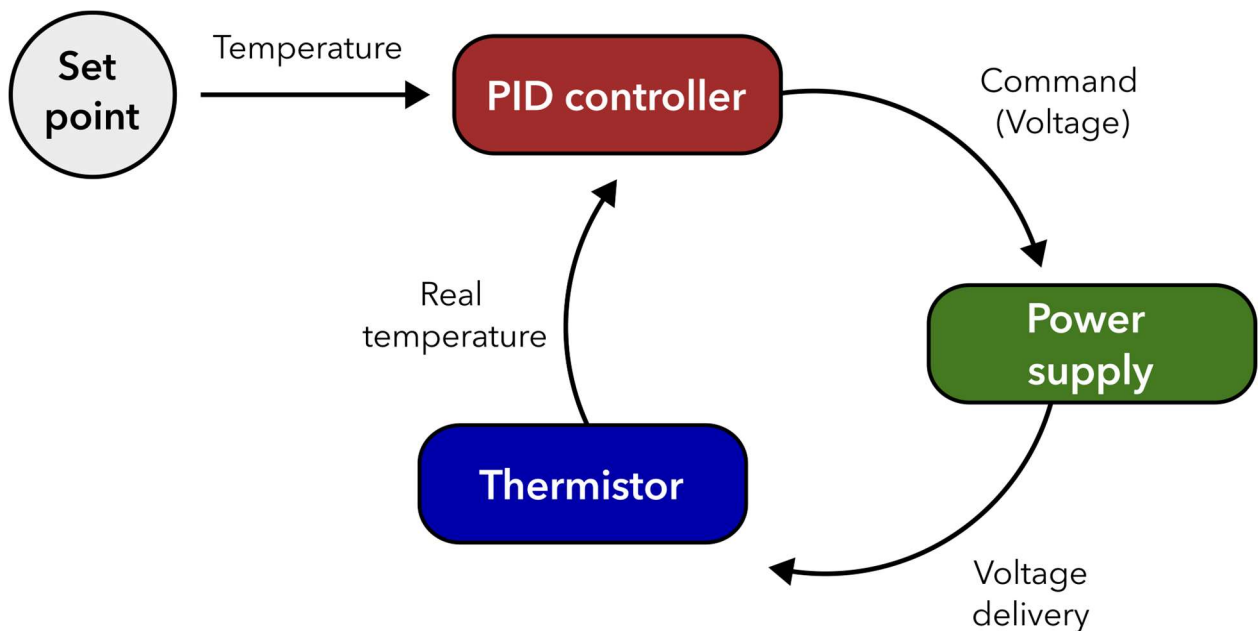 Set
point
Temperature
PID controller
Command
(Voltage)
Real
temperature
Power
supply
Thermistor
Voltage
delivery